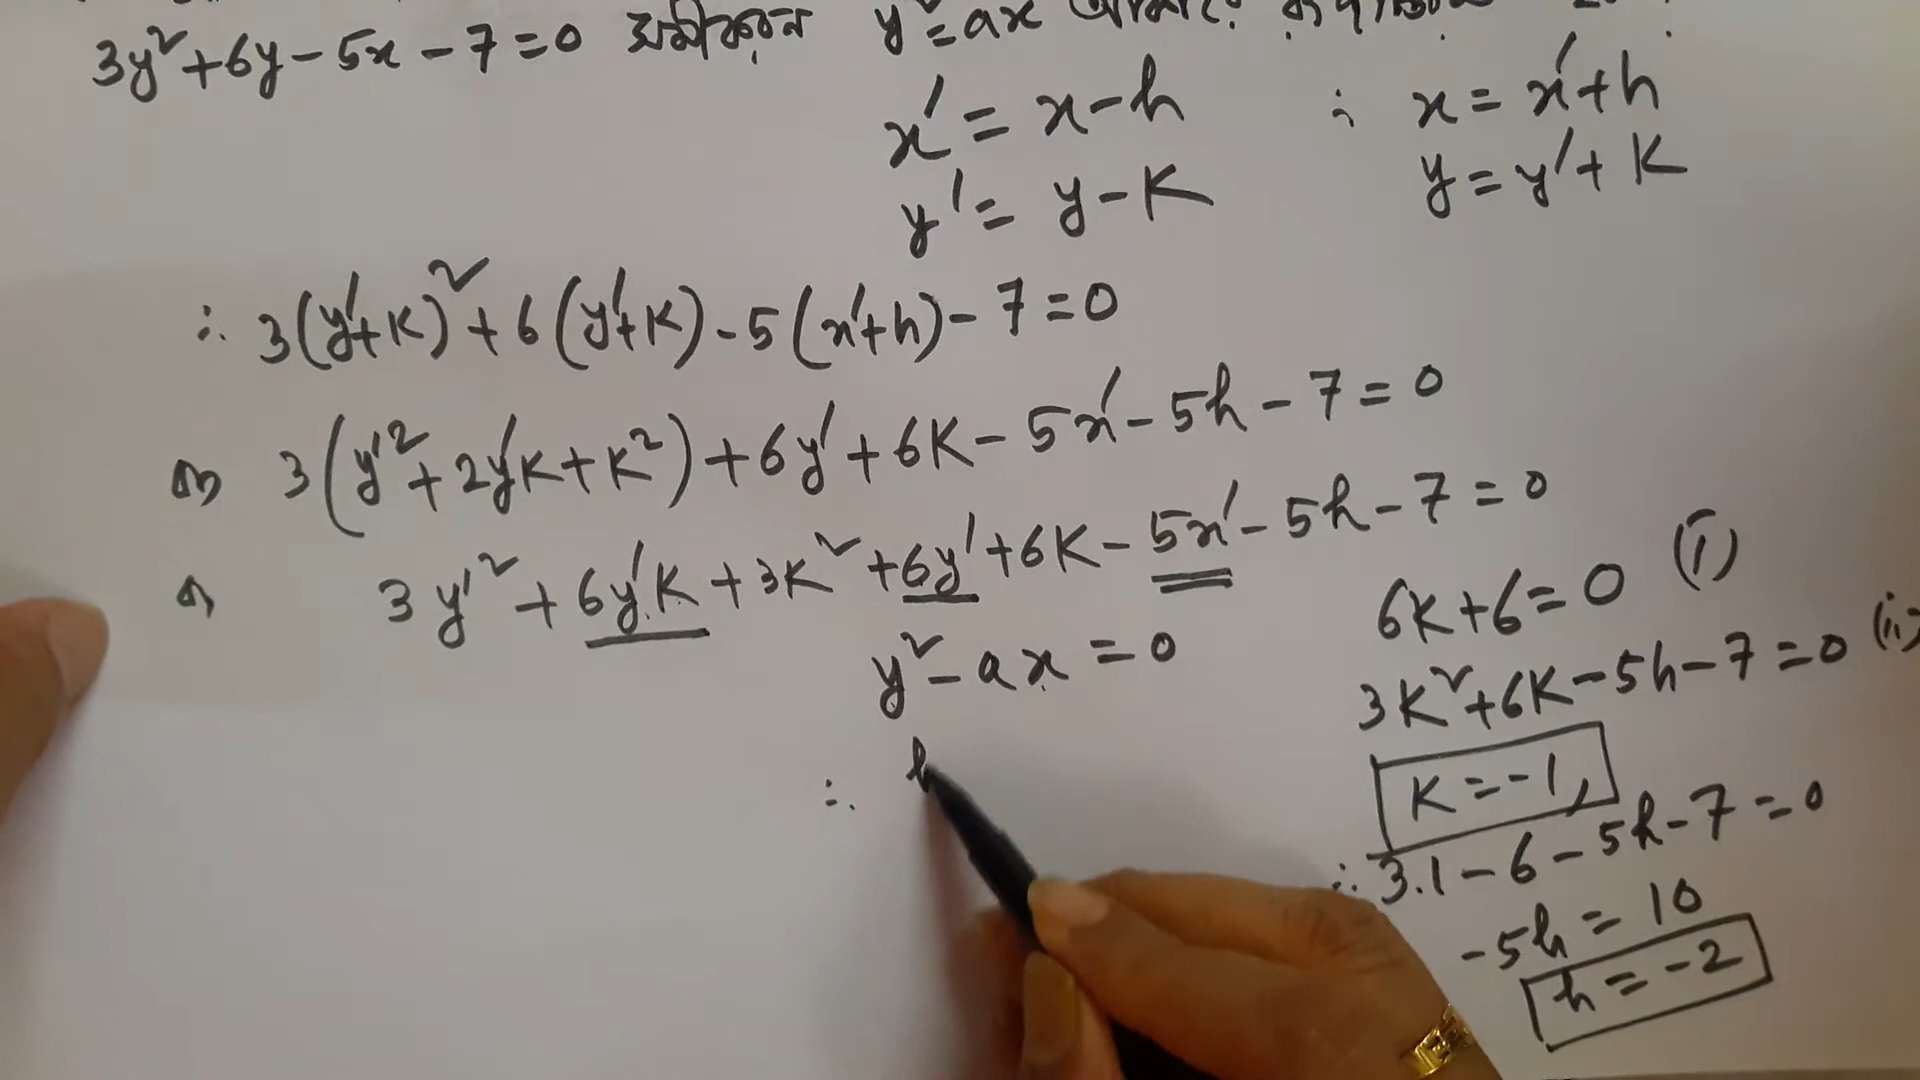 3y²+6y-5x-7=0 সমীকরণ y²=ax
x′ = x-h ∴ x = x′+h
y′ = y-K y = y′+K
∴ 3(y′+K)²+6(y′+K)-5(x′+h)-7=0
বা 3(y′²+2y′K+K²)+6y′+6K-5x′-5h-7=0
বা 3y′²+6y′K+3K²+6y′+6K-5x′-5h-7=0
y²-ax=0
∴ h
6K+6=0 (i)
3K²+6K-5h-7=0 (ii)
K=-1,
∴ 3.1-6-5h-7=0
-5h=10
h=-2